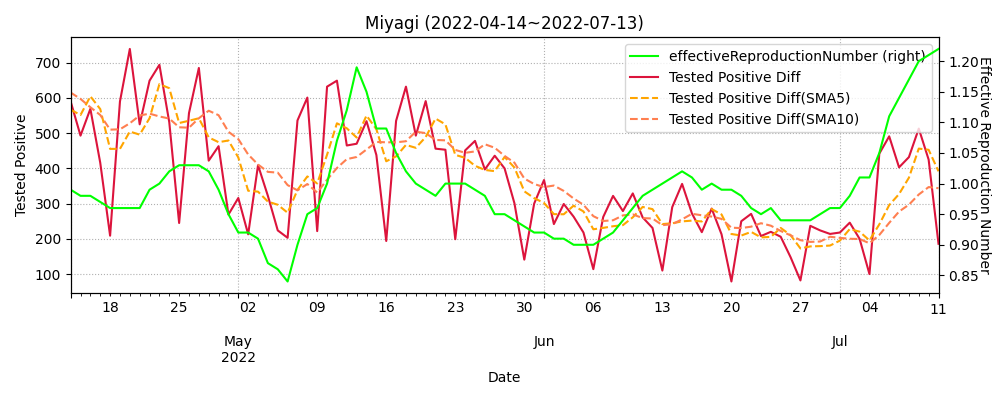 Miyagi (2022-04-14~2022-07-13)
effectiveReproductionNumber (right)
Tested Positive Diff
Tested Positive Diff(SMA5)
Tested Positive Diff(SMA10)
Tested Positive
700
600
500
400
300
200
100
Effective Reproduction Number
1.20
1.15
1.10
1.05
1.00
0.95
0.90
0.85
18 25 02 09 16 23 30 06 13 20 27 04 11
May Jun Jul
2022
Date